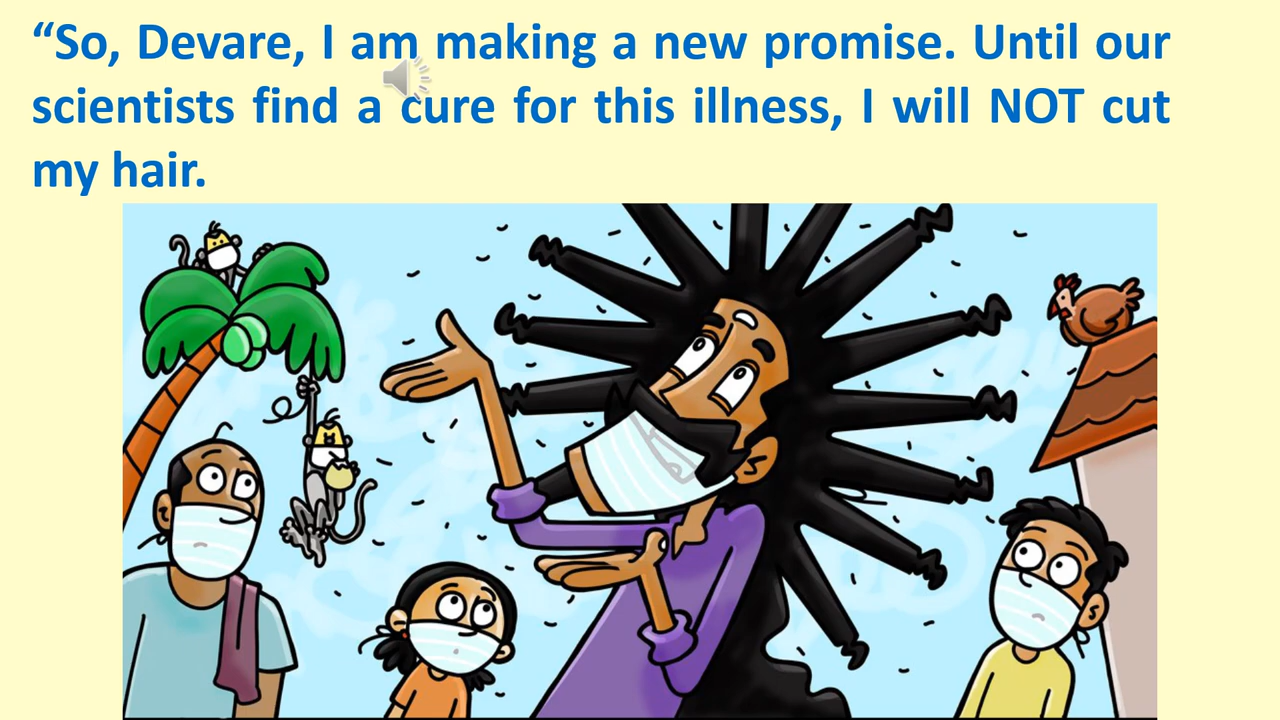 “So, Devare, I am making a new promise. Until our
scientists find a cure for this illness, I will NOT cut
my hair.